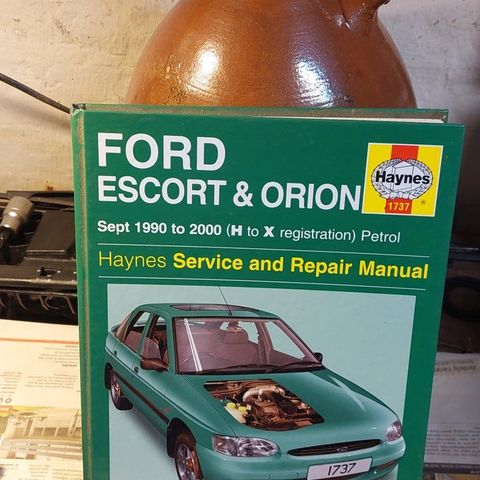 FORD
ESCORT & ORION
Haynes
1737
®
Sept 1990 to 2000 (H to X registration) Petrol
Haynes Service and Repair Manual
1737